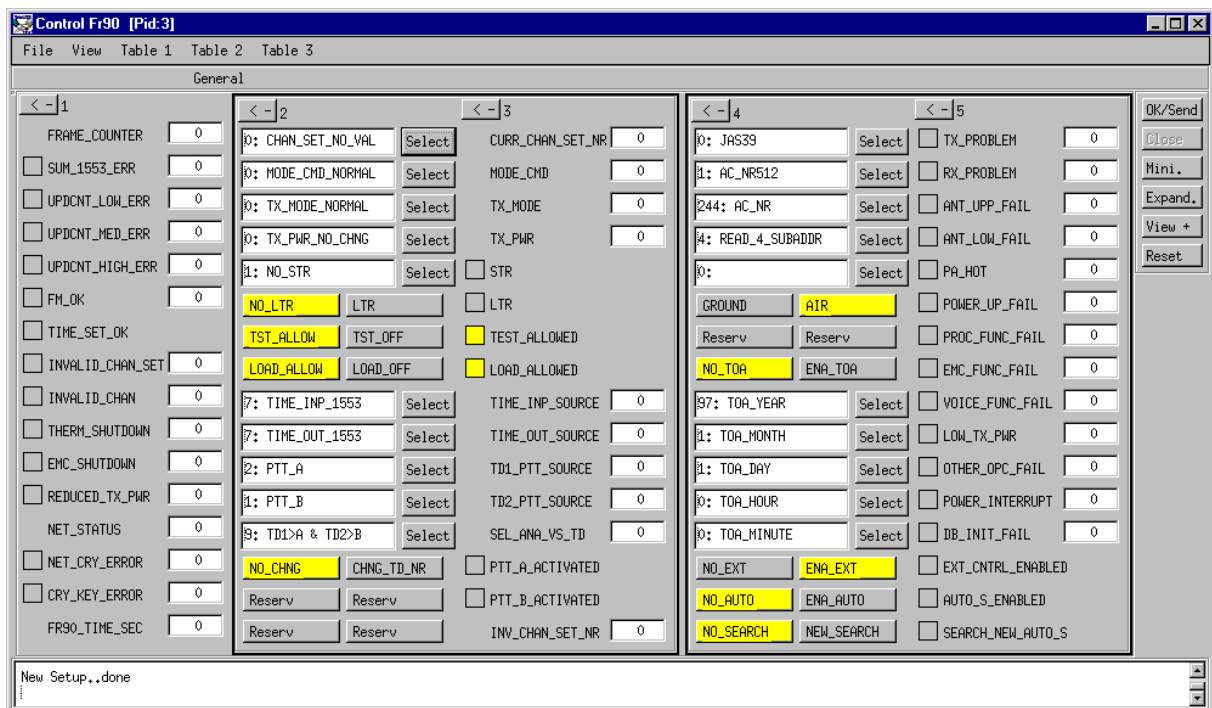 Control Fr90 [Pid:3]
File View Table 1 Table 2 Table 3
General
< - 1
FRAME_COUNTER 0
SUM_1553_ERR 0
UPDCNT_LOW_ERR 0
UPDCNT_MED_ERR 0
UPDCNT_HIGH_ERR 0
FM_OK 0
TIME_SET_OK
INVALID_CHAN_SET 0
INVALID_CHAN 0
THERM_SHUTDOWN 0
EMC_SHUTDOWN 0
REDUCED_TX_PWR 0
NET_STATUS 0
NET_CRY_ERROR 0
CRY_KEY_ERROR 0
FR90_TIME_SEC 0
< - 2
0: CHAN_SET_NO_VAL Select
0: MODE_CMD_NORMAL Select
0: TX_MODE_NORMAL Select
0: TX_PWR_NO_CHNG Select
1: NO_STR Select
NO_LTR LTR
TST_ALLOW TST_OFF
LOAD_ALLOW LOAD_OFF
7: TIME_INP_1553 Select
7: TIME_OUT_1553 Select
2: PTT_A Select
1: PTT_B Select
9: TD1>A & TD2>B Select
NO_CHNG CHNG_TD_NR
Reserv Reserv
Reserv Reserv
< - 3
CURR_CHAN_SET_NR 0
MODE_CMD 0
TX_MODE 0
TX_PWR 0
STR
LTR
TEST_ALLOWED
LOAD_ALLOWED
TIME_INP_SOURCE 0
TIME_OUT_SOURCE 0
TD1_PTT_SOURCE 0
TD2_PTT_SOURCE 0
SEL_ANA_VS_TD 0
PTT_A_ACTIVATED
PTT_B_ACTIVATED
INV_CHAN_SET_NR 0
< - 4
0: JAS39 Select
1: AC_NR512 Select
244: AC_NR Select
4: READ_4_SUBADDR Select
0: Select
GROUND AIR
Reserv Reserv
NO_TOA ENA_TOA
97: TOA_YEAR Select
1: TOA_MONTH Select
1: TOA_DAY Select
0: TOA_HOUR Select
0: TOA_MINUTE Select
NO_EXT ENA_EXT
NO_AUTO ENA_AUTO
NO_SEARCH NEW_SEARCH
< - 5
TX_PROBLEM 0
RX_PROBLEM 0
ANT_UPP_FAIL 0
ANT_LOW_FAIL 0
PA_HOT 0
POWER_UP_FAIL 0
PROC_FUNC_FAIL 0
EMC_FUNC_FAIL 0
VOICE_FUNC_FAIL 0
LOW_TX_PWR 0
OTHER_OPC_FAIL 0
POWER_INTERRUPT 0
DB_INIT_FAIL 0
EXT_CNTRL_ENABLED
AUTO_S_ENABLED
SEARCH_NEW_AUTO_S
OK/Send
Close
Mini.
Expand.
View +
Reset
New Setup..done